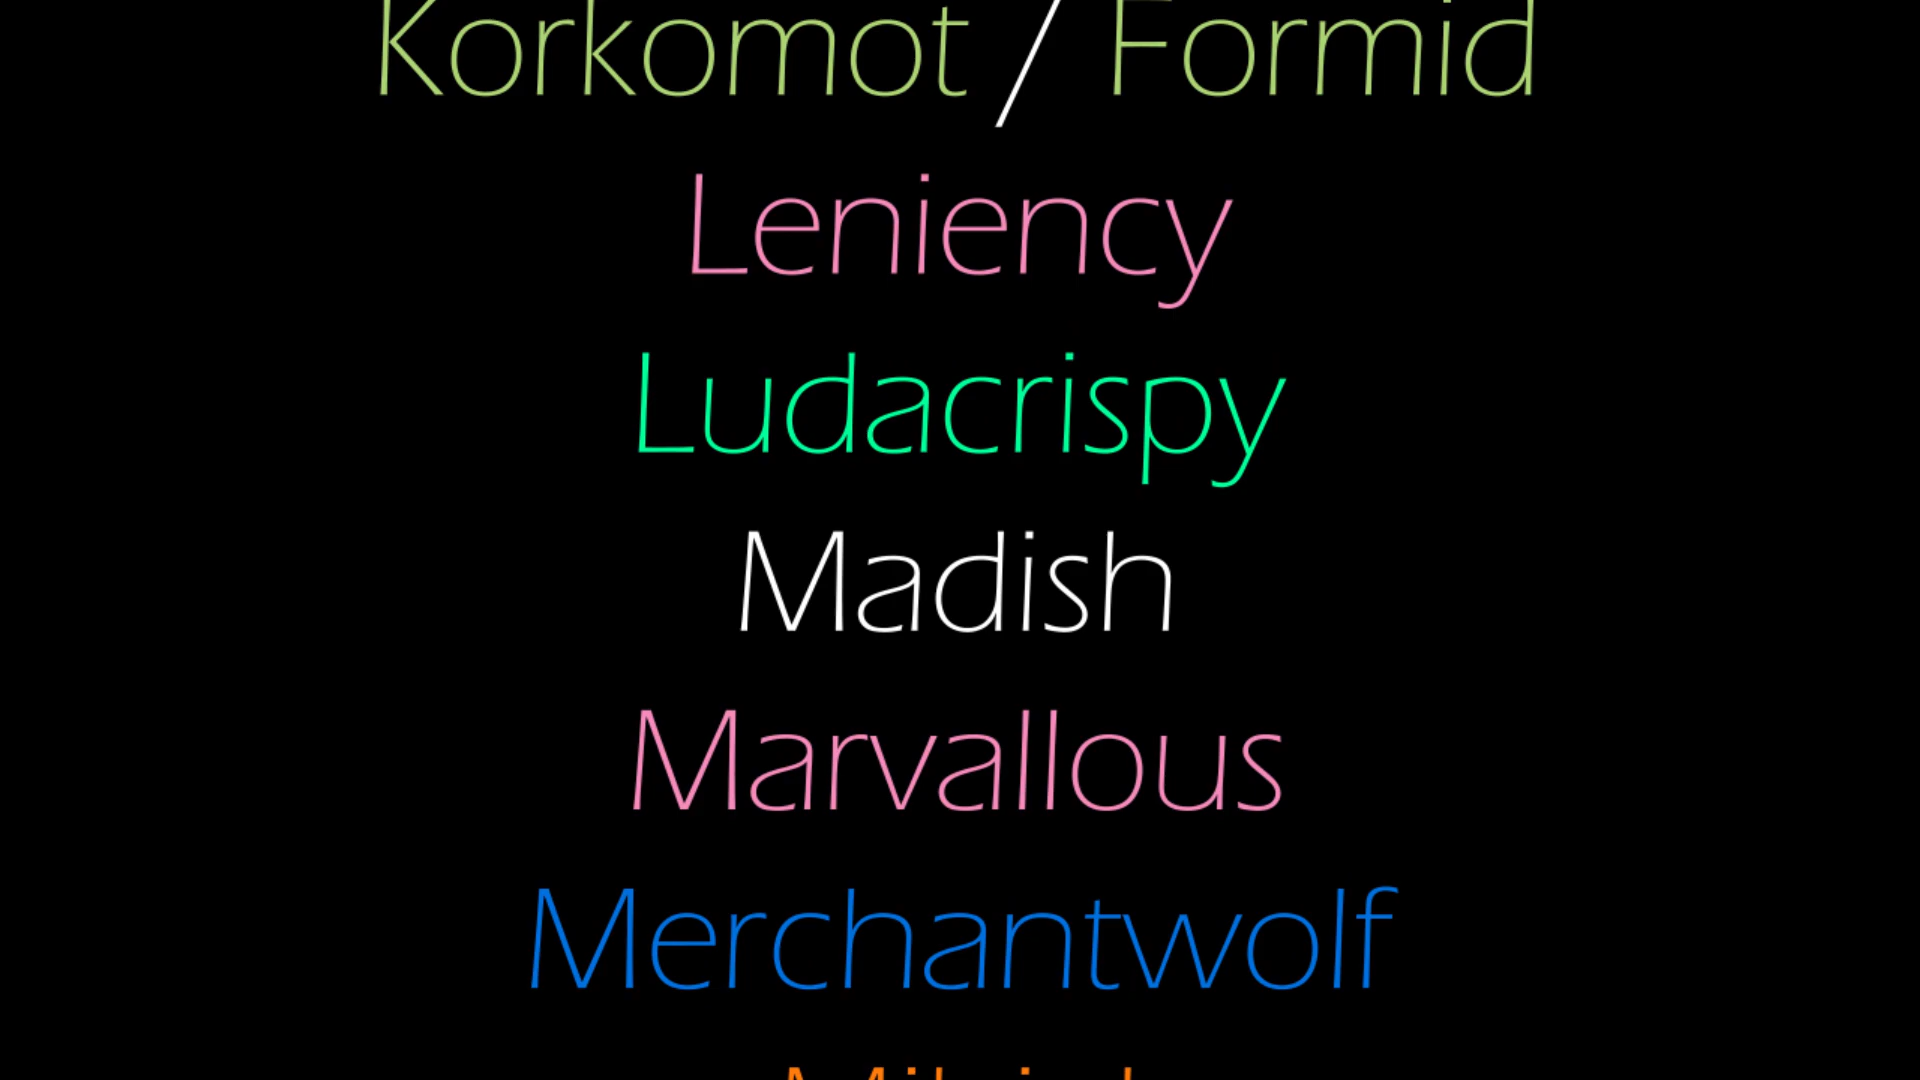 Korkomot / Formid
Leniency
Ludacrispy
Madish
Marvallous
Merchantwolf